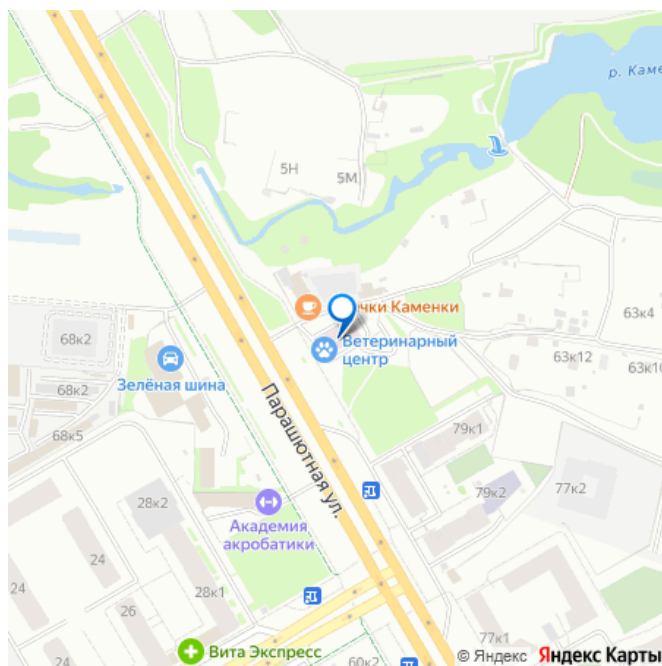 р. Каме
5Н
5М
чки Каменки
Ветеринарный
центр
63к4
63к12
63к10
68к2
Зелёная шина
68к2
68к5
Парашютная ул.
79к1
79к2
77к2
28к2
Академия
акробатики
24
24
26
28к1
Вита Экспресс
60к2
77к1
© Яндекс Яндекс Карты